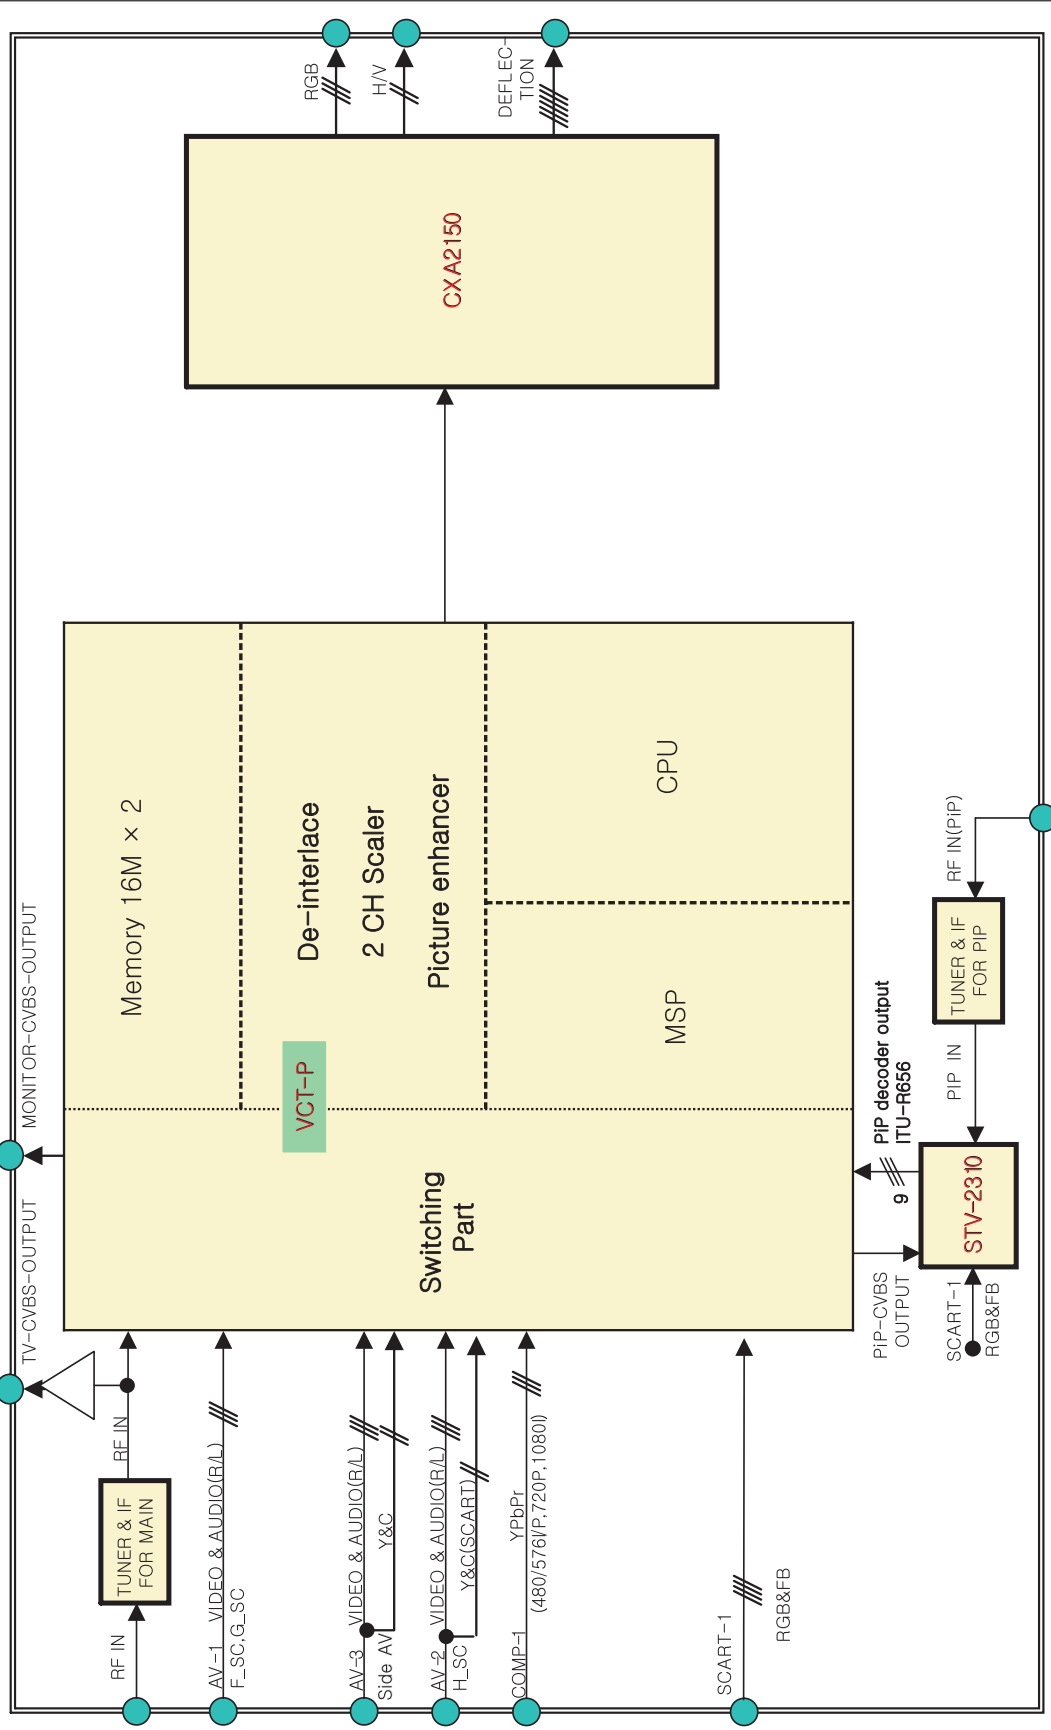 TV-CVBS-OUTPUT
MONITOR-CVBS-OUTPUT
RF IN
TUNER & IF
FOR MAIN
RF IN
AV-1 VIDEO & AUDIO(R/L)
F_SC,G_SC
AV-3 VIDEO & AUDIO(R/L)
Side AV
Y&C
AV-2 VIDEO & AUDIO(R/L)
H_SC
Y&C(SCART)
COMP-1 YPbPr
(480/576I/P,720P,1080I)
SCART-1
RGB&FB
Switching
Part
VCT-P
Memory 16M × 2
De-interlace
2 CH Scaler
Picture enhancer
MSP
CPU
CXA2150
RGB
H/V
DEFLEC-
TION
PiP-CVBS
OUTPUT
9
PiP decoder output
ITU-R656
SCART-1
RGB&FB
STV-2310
PIP IN
TUNER & IF
FOR PIP
RF IN(PiP)